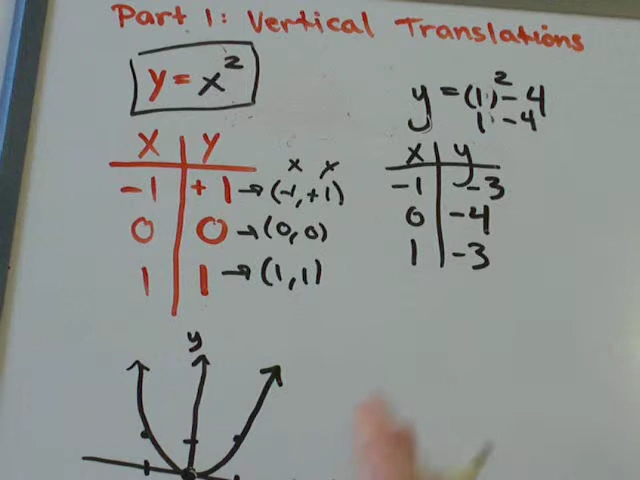 Part 1: Vertical Translations
y = x²
x | y
-1 | +1 → (-1, +1)
0 | 0 → (0, 0)
1 | 1 → (1, 1)
y
y = (1)² - 4
1 - 4
x | y
-1 | -3
0 | -4
1 | -3